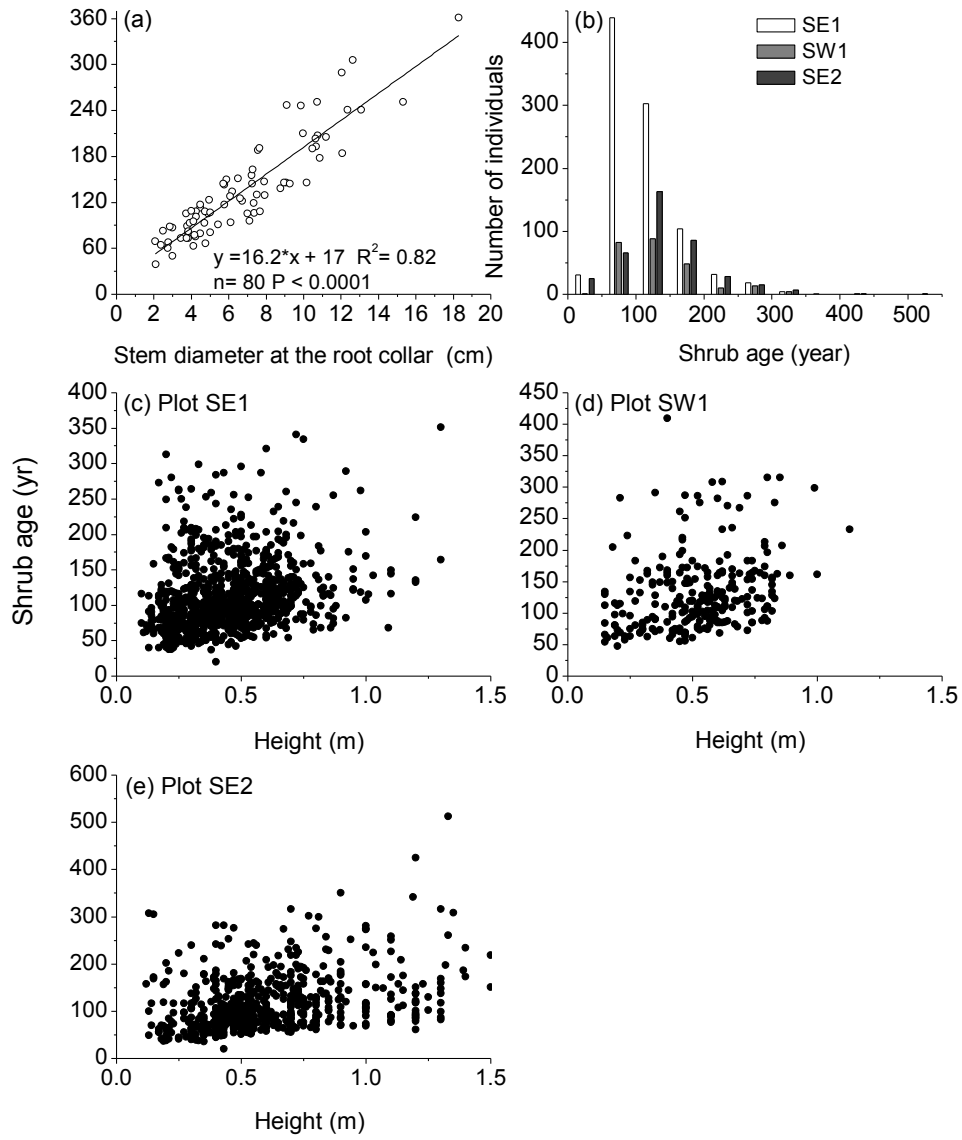 (a)
360
300
240
180
120
60
0
y =16.2*x + 17 R²= 0.82
n= 80 P < 0.0001
0 2 4 6 8 10 12 14 16 18 20
Stem diameter at the root collar (cm)
(b)
SE1
SW1
SE2
Number of individuals
400
300
200
100
0
0 100 200 300 400 500
Shrub age (year)
(c) Plot SE1
400
350
300
250
200
150
100
50
0
0.0 0.5 1.0 1.5
Height (m)
Shrub age (yr)
(d) Plot SW1
450
400
350
300
250
200
150
100
50
0
0.0 0.5 1.0 1.5
Height (m)
(e) Plot SE2
600
500
400
300
200
100
0
0.0 0.5 1.0 1.5
Height (m)